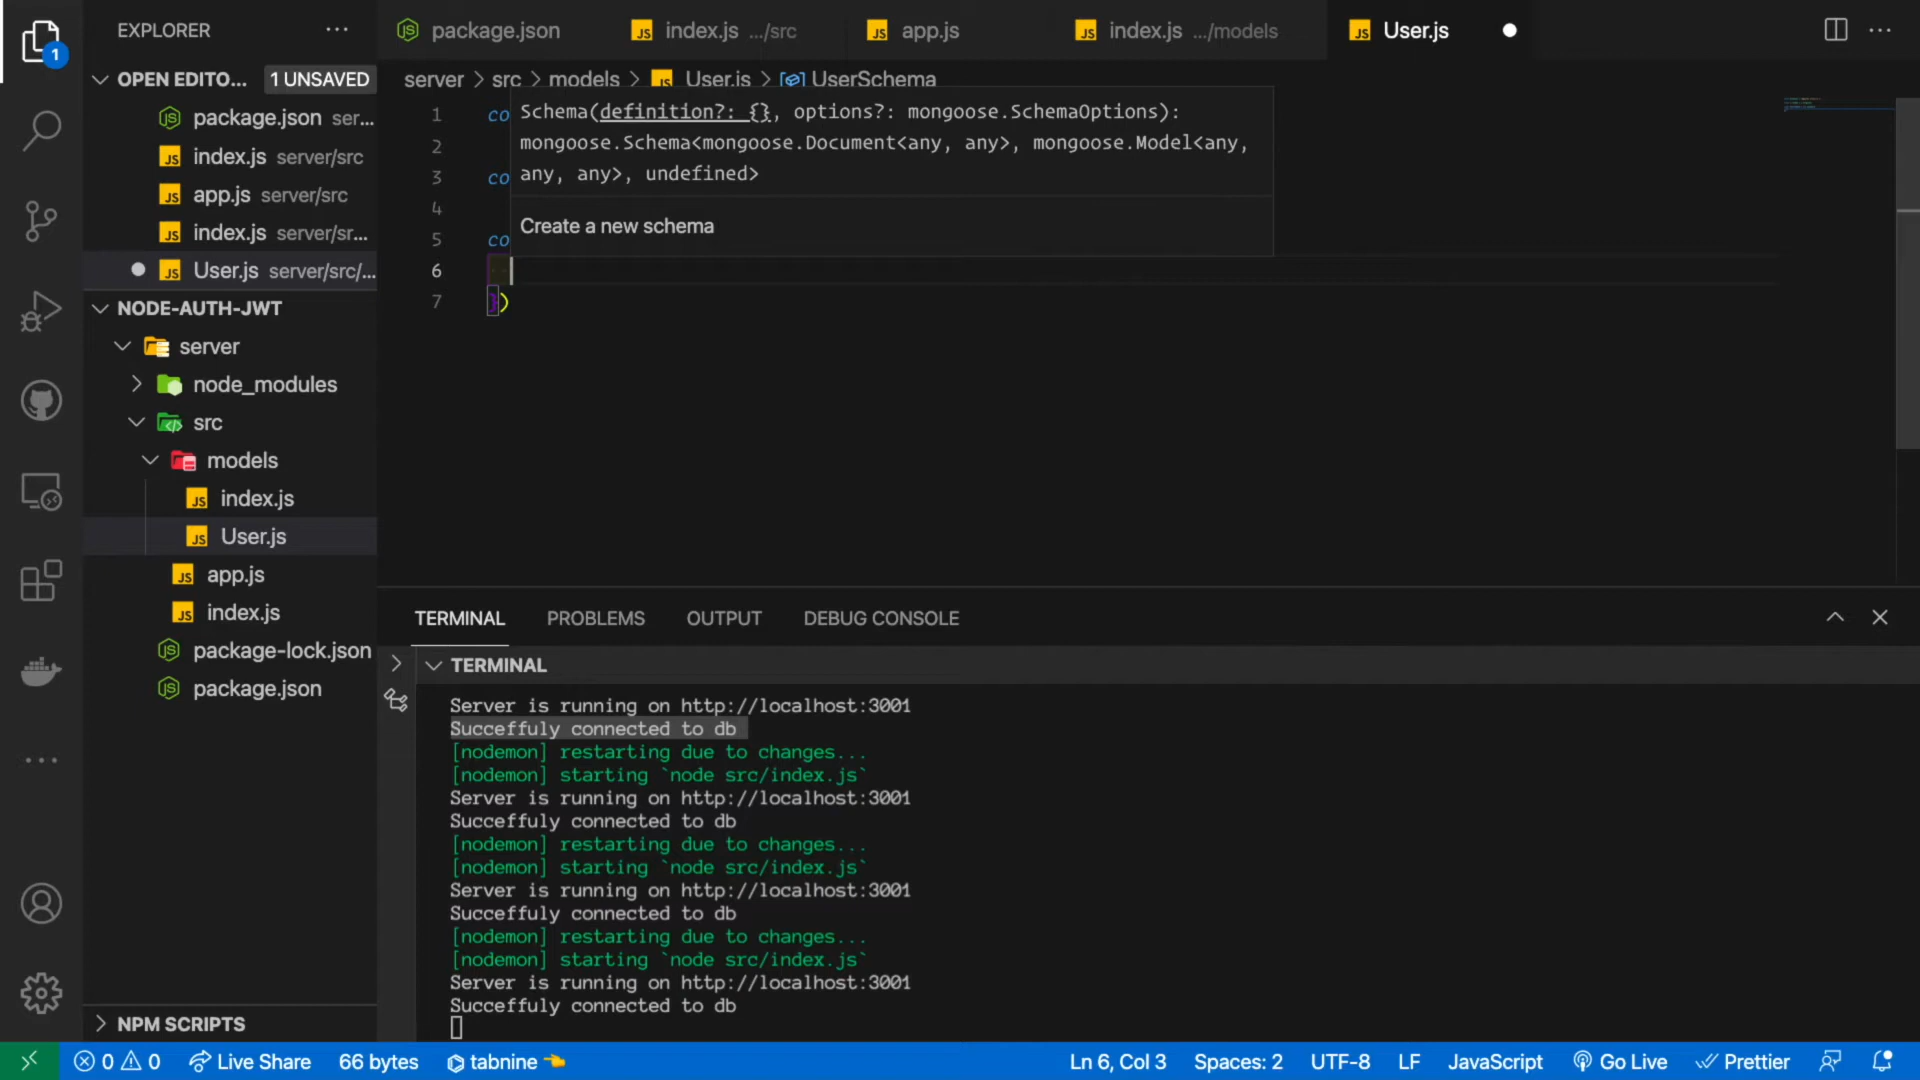 EXPLORER
package.json
index.js .../src
app.js
index.js .../models
User.js
OPEN EDITO... 1 UNSAVED
package.json ser...
index.js server/src
app.js server/src
index.js server/sr...
User.js server/src/...
NODE-AUTH-JWT
server
node_modules
src
models
index.js
User.js
app.js
index.js
package-lock.json
package.json
NPM SCRIPTS
server > src > models > User.js > UserSchema
1 co
2
3 co
4
5 co
6
7 })
Schema(definition?: {}, options?: mongoose.SchemaOptions):
mongoose.Schema<mongoose.Document<any, any>, mongoose.Model<any,
any, any>, undefined>
Create a new schema
TERMINAL PROBLEMS OUTPUT DEBUG CONSOLE
TERMINAL
Server is running on http://localhost:3001
Succeffuly connected to db
[nodemon] restarting due to changes...
[nodemon] starting `node src/index.js`
Server is running on http://localhost:3001
Succeffuly connected to db
[nodemon] restarting due to changes...
[nodemon] starting `node src/index.js`
Server is running on http://localhost:3001
Succeffuly connected to db
[nodemon] restarting due to changes...
[nodemon] starting `node src/index.js`
Server is running on http://localhost:3001
Succeffuly connected to db
1
0 0 Live Share 66 bytes tabnine Ln 6, Col 3 Spaces: 2 UTF-8 LF JavaScript Go Live Prettier